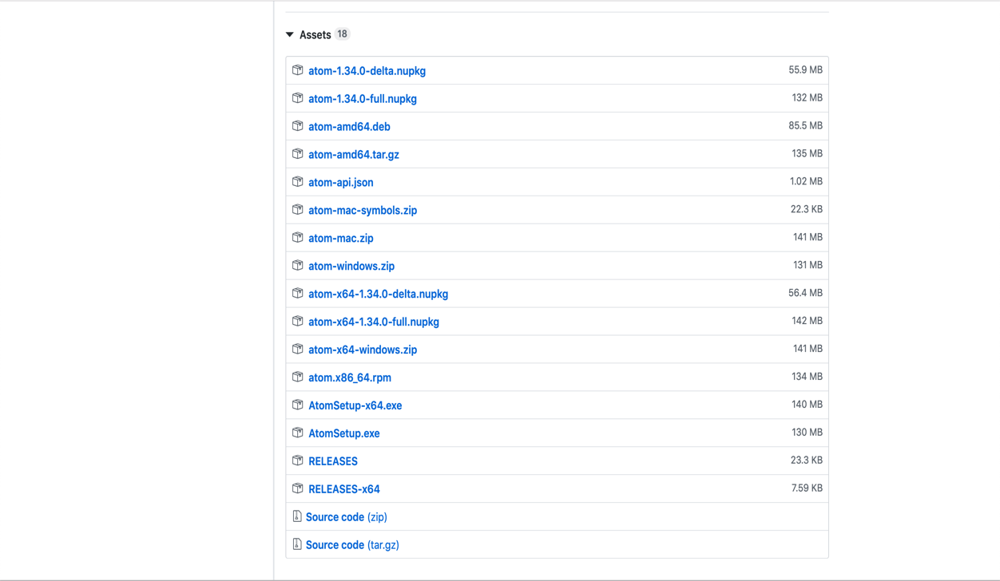 Assets 18
atom-1.34.0-delta.nupkg 55.9 MB
atom-1.34.0-full.nupkg 132 MB
atom-amd64.deb 85.5 MB
atom-amd64.tar.gz 135 MB
atom-api.json 1.02 MB
atom-mac-symbols.zip 22.3 KB
atom-mac.zip 141 MB
atom-windows.zip 131 MB
atom-x64-1.34.0-delta.nupkg 56.4 MB
atom-x64-1.34.0-full.nupkg 142 MB
atom-x64-windows.zip 141 MB
atom.x86_64.rpm 134 MB
AtomSetup-x64.exe 140 MB
AtomSetup.exe 130 MB
RELEASES 23.3 KB
RELEASES-x64 7.59 KB
Source code (zip)
Source code (tar.gz)